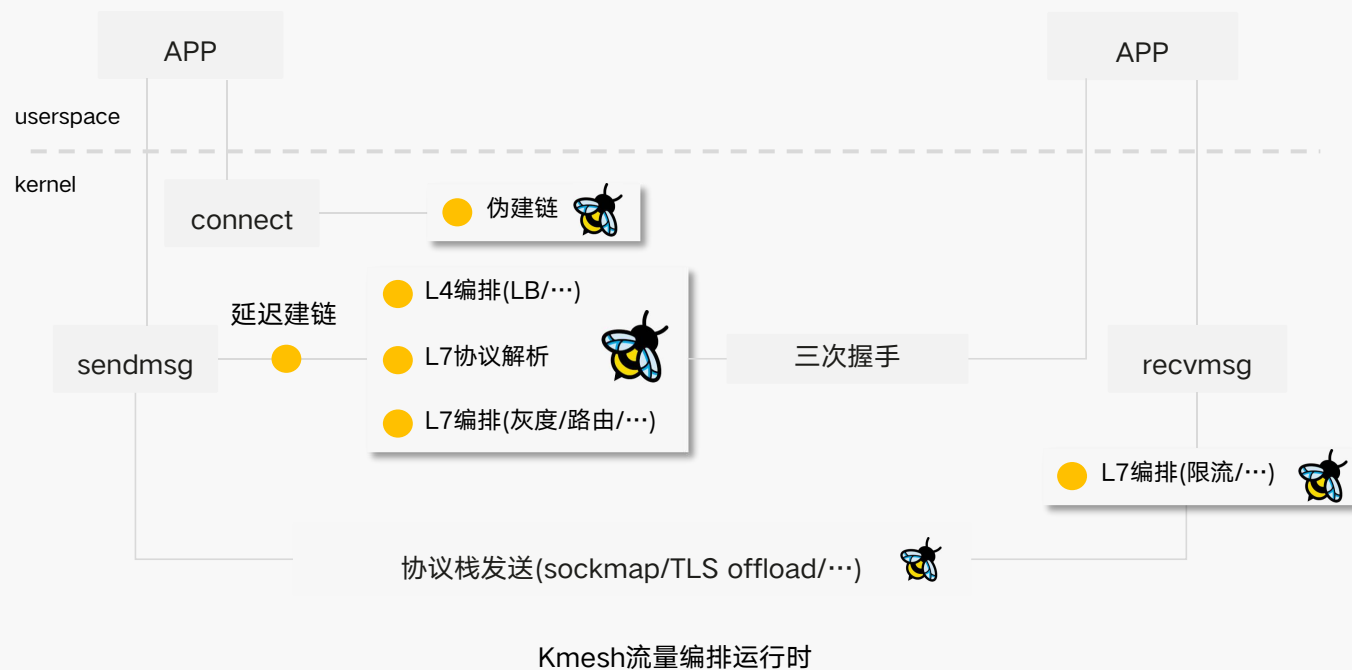 APP
APP
userspace
kernel
connect
伪建链
延迟建链
L4编排(LB/⋯)
L7协议解析
L7编排(灰度/路由/⋯)
sendmsg
三次握手
recvmsg
L7编排(限流/⋯)
协议栈发送(sockmap/TLS offload/⋯)
Kmesh流量编排运行时